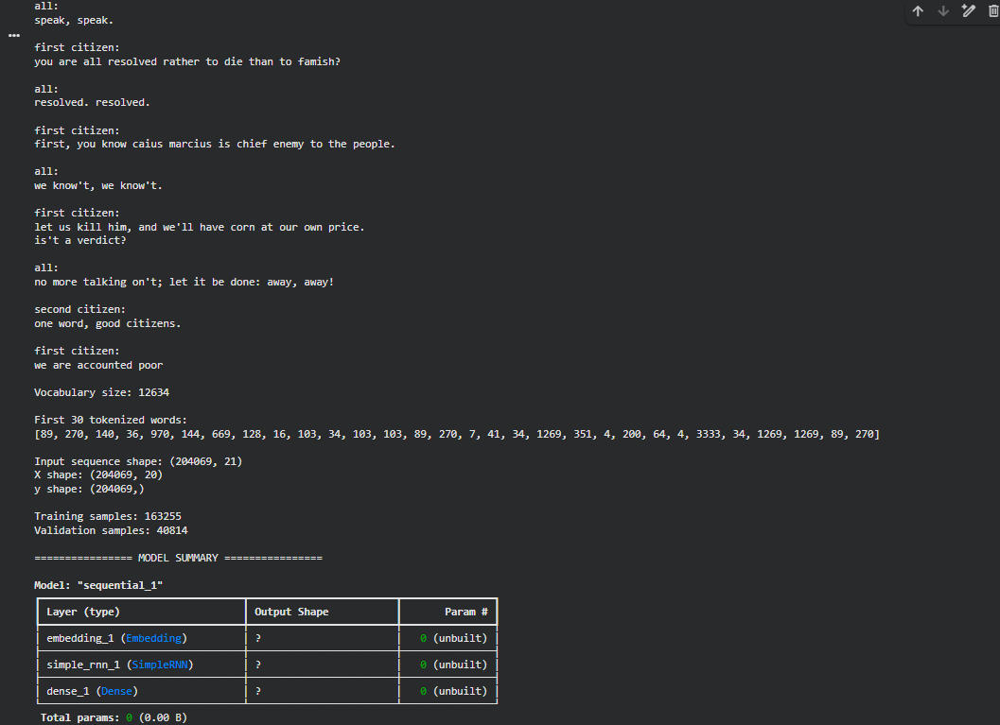 all:
speak, speak.
first citizen:
you are all resolved rather to die than to famish?
all:
resolved. resolved.
first citizen:
first, you know caius marcius is chief enemy to the people.
all:
we know't, we know't.
first citizen:
let us kill him, and we'll have corn at our own price.
is't a verdict?
all:
no more talking on't; let it be done: away, away!
second citizen:
one word, good citizens.
first citizen:
we are accounted poor
Vocabulary size: 12634
First 30 tokenized words:
[89, 270, 140, 36, 970, 144, 669, 128, 16, 103, 34, 103, 103, 89, 270, 7, 41, 34, 1269, 351, 4, 200, 64, 4, 3333, 34, 1269, 1269, 89, 270]
Input sequence shape: (204069, 21)
X shape: (204069, 20)
y shape: (204069,)
Training samples: 163255
Validation samples: 40814
================ MODEL SUMMARY ================
Model: "sequential_1"
Layer (type) Output Shape Param #
embedding_1 (Embedding) ? 0 (unbuilt)
simple_rnn_1 (SimpleRNN) ? 0 (unbuilt)
dense_1 (Dense) ? 0 (unbuilt)
Total params: 0 (0.00 B)